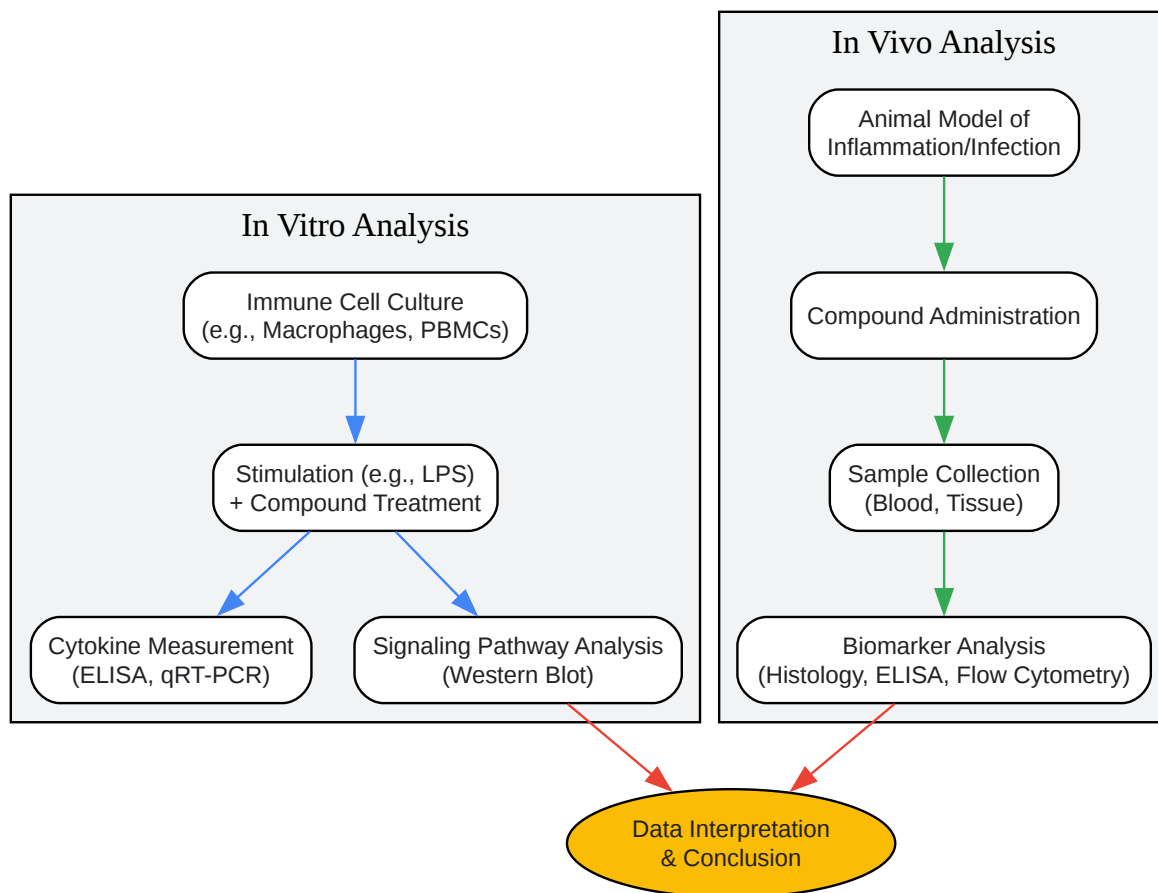 In Vitro Analysis
Immune Cell Culture
(e.g., Macrophages, PBMCs)
Stimulation (e.g., LPS)
+ Compound Treatment
Cytokine Measurement
(ELISA, qRT-PCR)
Signaling Pathway Analysis
(Western Blot)
In Vivo Analysis
Animal Model of
Inflammation/Infection
Compound Administration
Sample Collection
(Blood, Tissue)
Biomarker Analysis
(Histology, ELISA, Flow Cytometry)
Data Interpretation
& Conclusion